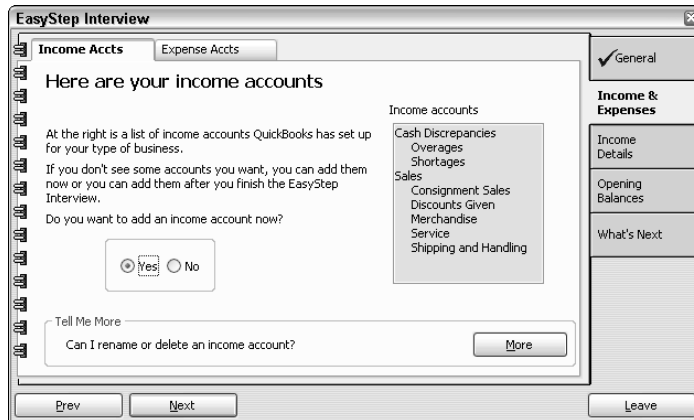 EasyStep Interview
Income Accts
Expense Accts
Here are your income accounts
At the right is a list of income accounts QuickBooks has set up
for your type of business.
If you don't see some accounts you want, you can add them
now or you can add them after you finish the EasyStep
Interview.
Do you want to add an income account now?
Yes No
Income accounts
Cash Discrepancies
Overages
Shortages
Sales
Consignment Sales
Discounts Given
Merchandise
Service
Shipping and Handling
Tell Me More
Can I rename or delete an income account?
More
General
Income &
Expenses
Income
Details
Opening
Balances
What's Next
Prev
Next
Leave